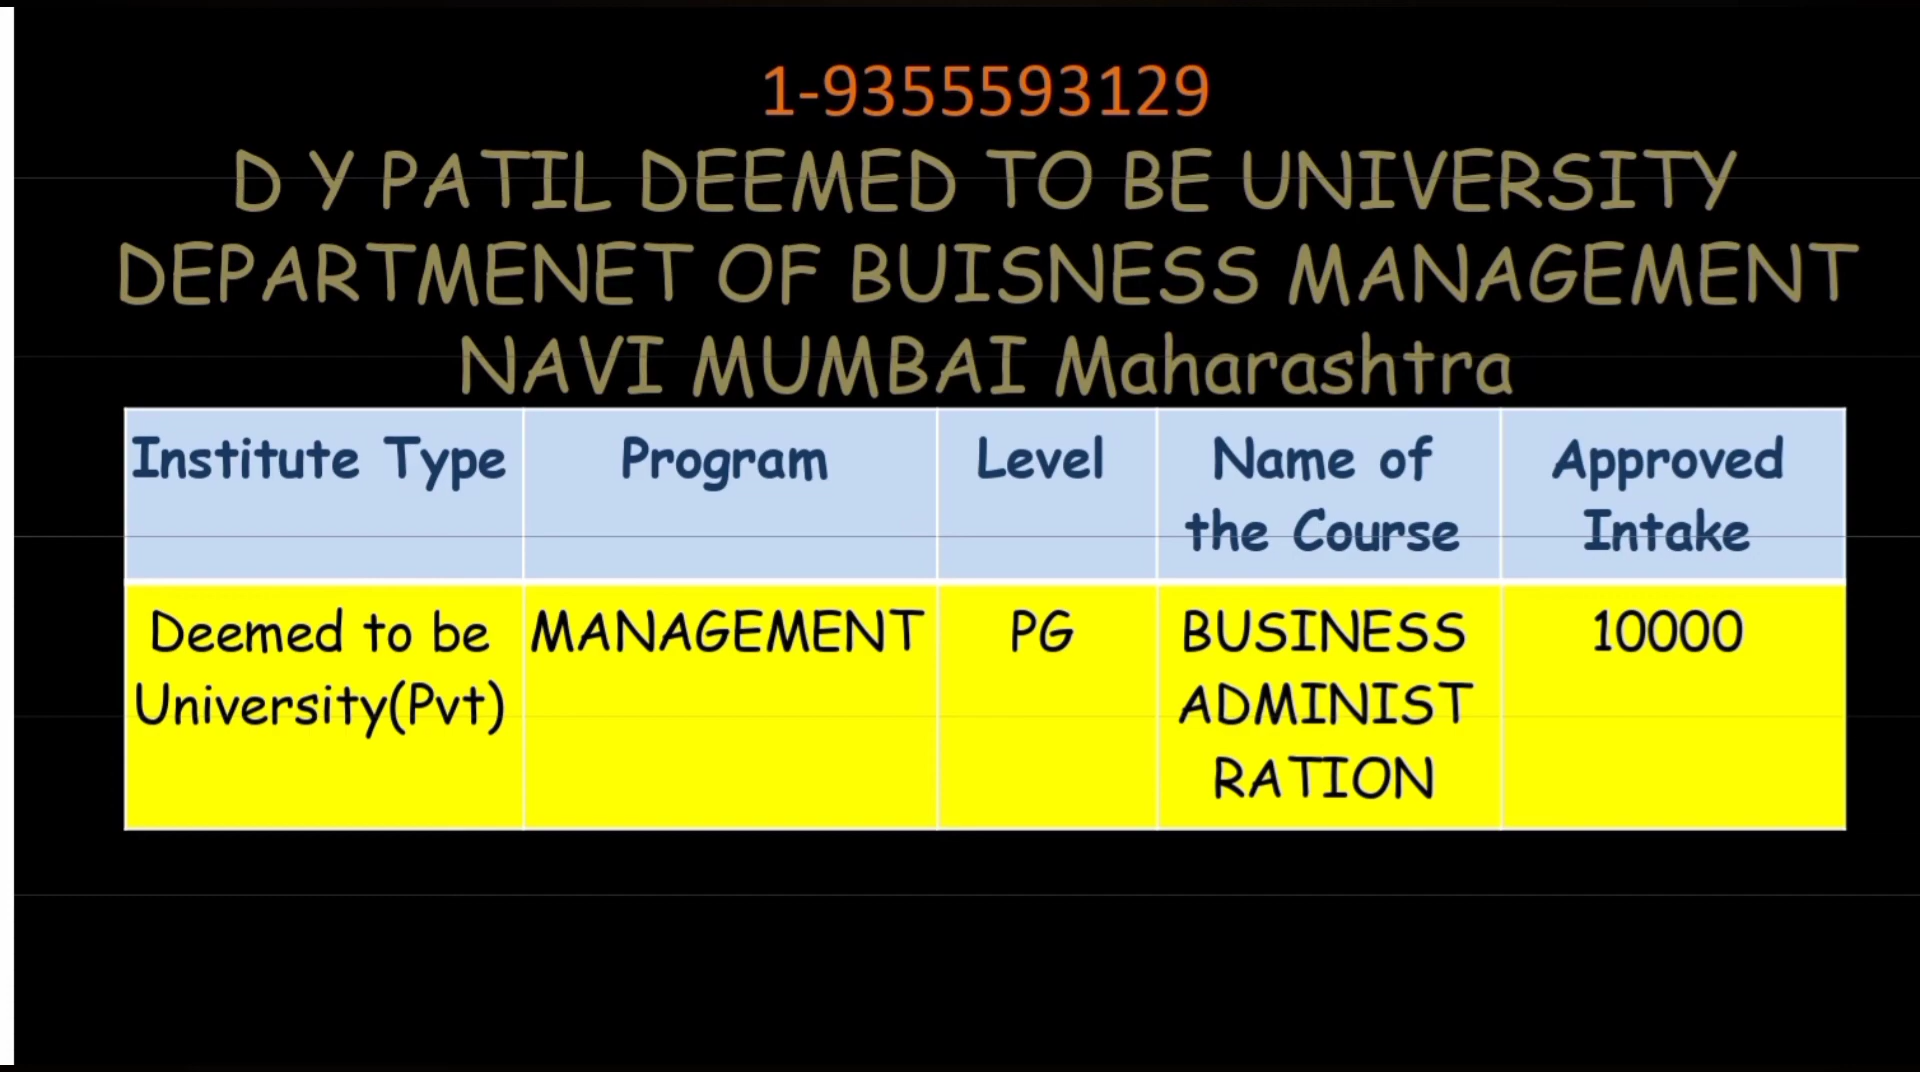 1-9355593129
D Y PATIL DEEMED TO BE UNIVERSITY
DEPARTMENET OF BUISNESS MANAGEMENT
NAVI MUMBAI Maharashtra
Institute Type Program Level Name of the Course Approved Intake
Deemed to be University(Pvt) MANAGEMENT PG BUSINESS ADMINIST RATION 10000